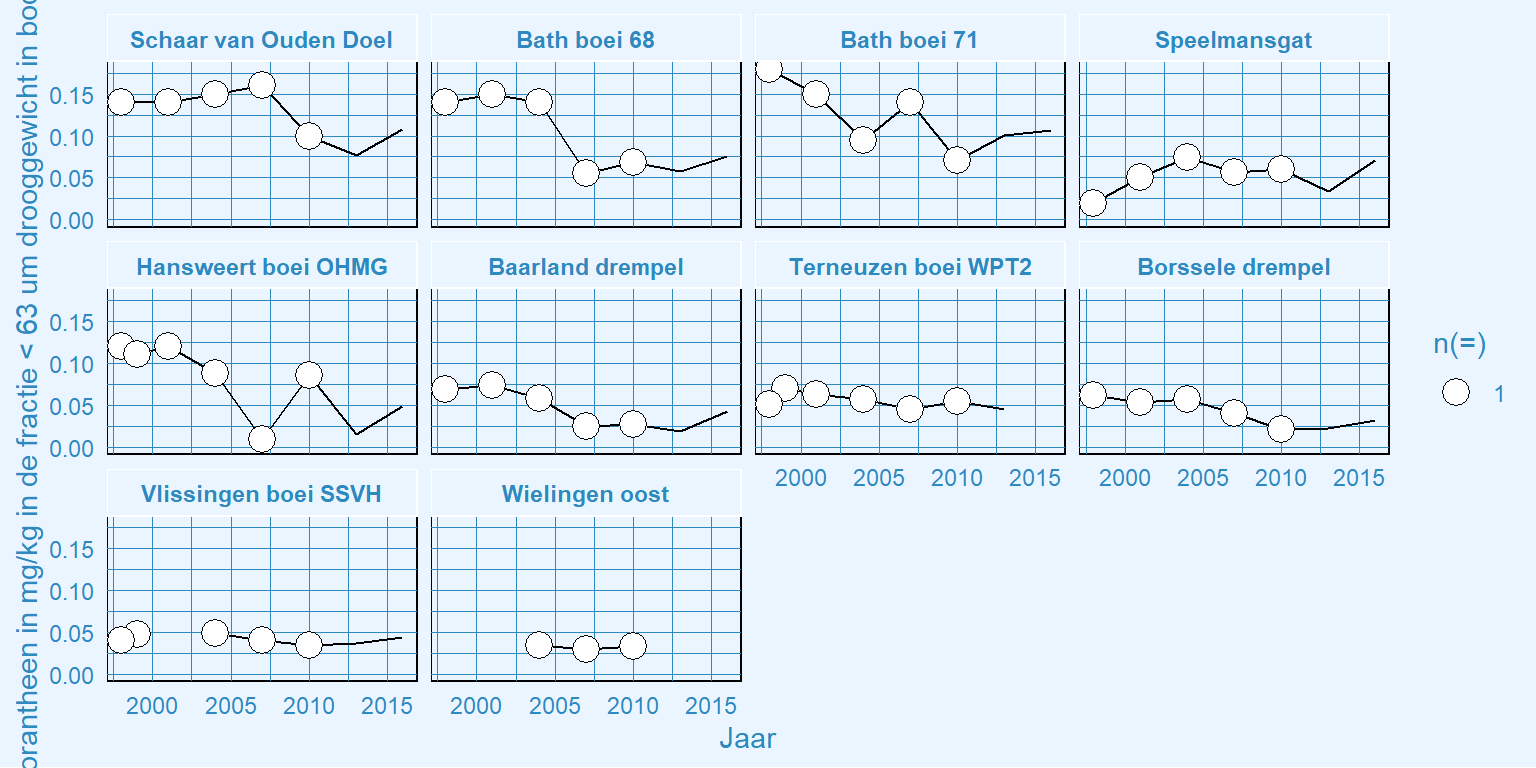 Schaar van Ouden Doel
Bath boei 68
Bath boei 71
Speelmansgat
0.15
0.10
0.05
0.00
Hansweert boei OHMG
Baarland drempel
Terneuzen boei WPT2
Borssele drempel
0.15
0.10
0.05
0.00
2000 2005 2010 2015
2000 2005 2010 2015
Vlissingen boei SSVH
Wielingen oost
0.15
0.10
0.05
0.00
2000 2005 2010 2015
2000 2005 2010 2015
Jaar
in mg/kg in de fractie < 63 um drooggewicht in
n(=)
1